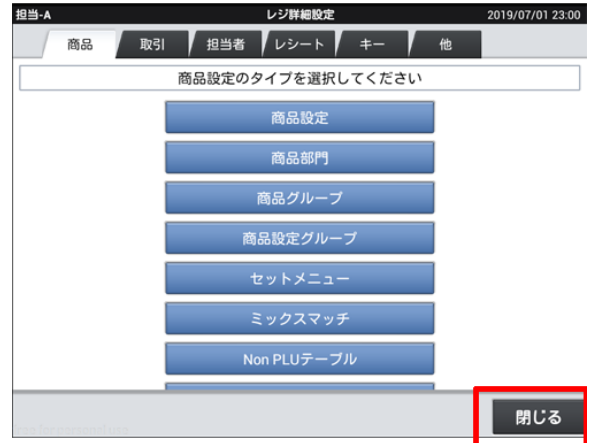 担当-A レジ詳細設定 2019/07/01 23:00
商品 取引 担当者 レシート キー 他
商品設定のタイプを選択してください
商品設定
商品部門
商品グループ
商品設定グループ
セットメニュー
ミックスマッチ
Non PLUテーブル
閉じる